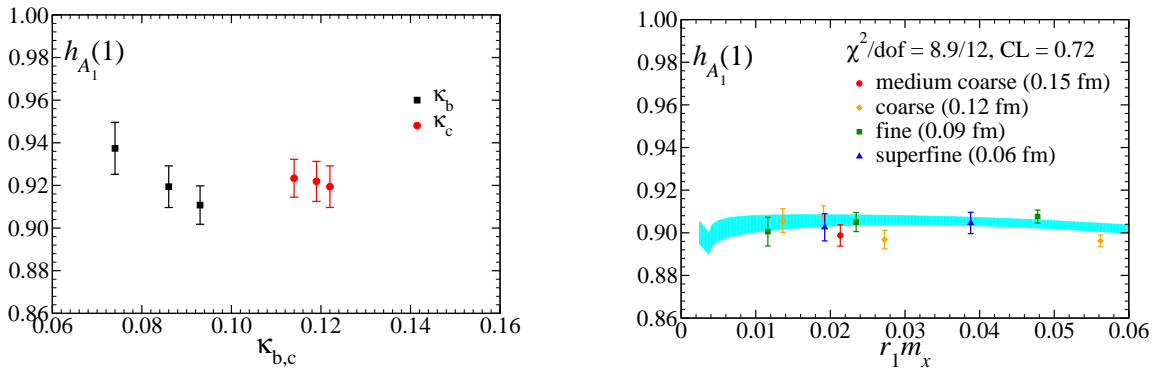 1.00
0.96
0.94
0.92
0.90
0.88
0.86
h_{A_1}(1)
κ_b
κ_c
0.06 0.08 0.10 0.12 0.14 0.16
κ_{b,c}
1.00
0.98
0.96
0.94
0.92
0.90
0.88
0.86
h_{A_1}(1)
χ²/dof = 8.9/12, CL = 0.72
medium coarse (0.15 fm)
coarse (0.12 fm)
fine (0.09 fm)
superfine (0.06 fm)
0 0.01 0.02 0.03 0.04 0.05 0.06
r_1 m_x